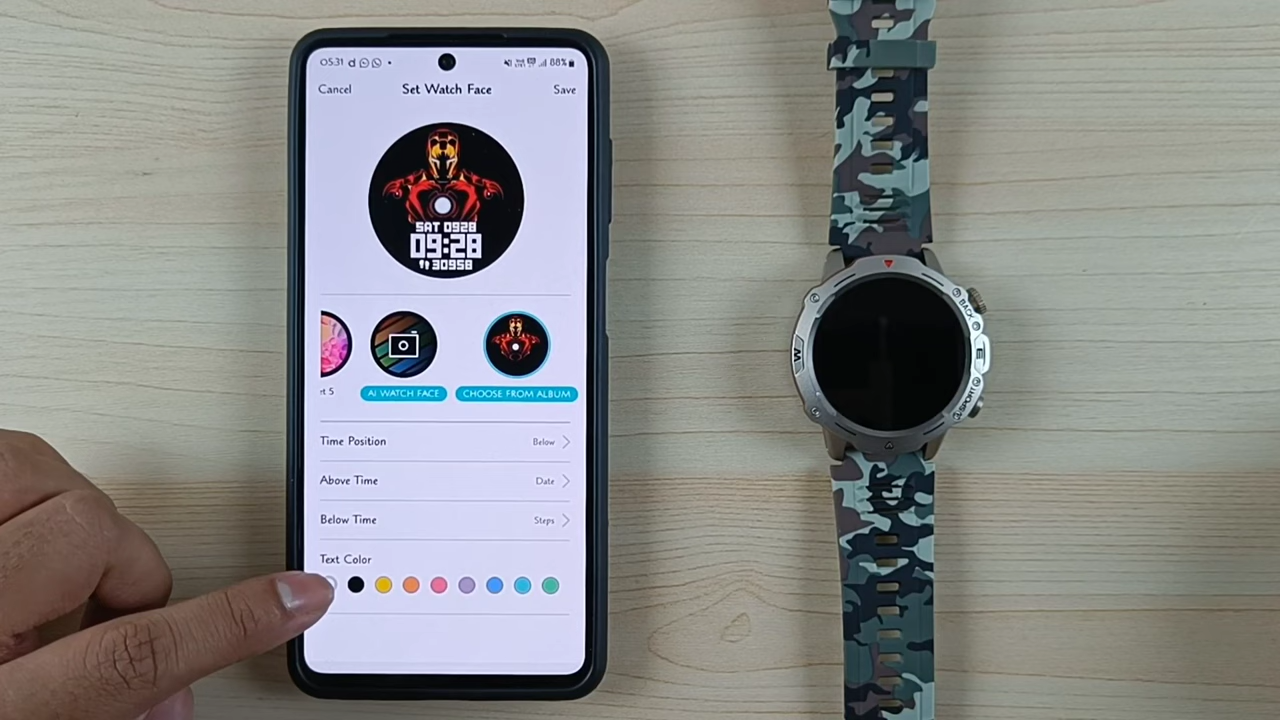 05:31 88%
Cancel Set Watch Face Save
SAT 0928
09:28
30958
AI WATCH FACE CHOOSE FROM ALBUM
Time Position Below
Above Time Date
Below Time Steps
Text Color
BACK
E
SPORT
W